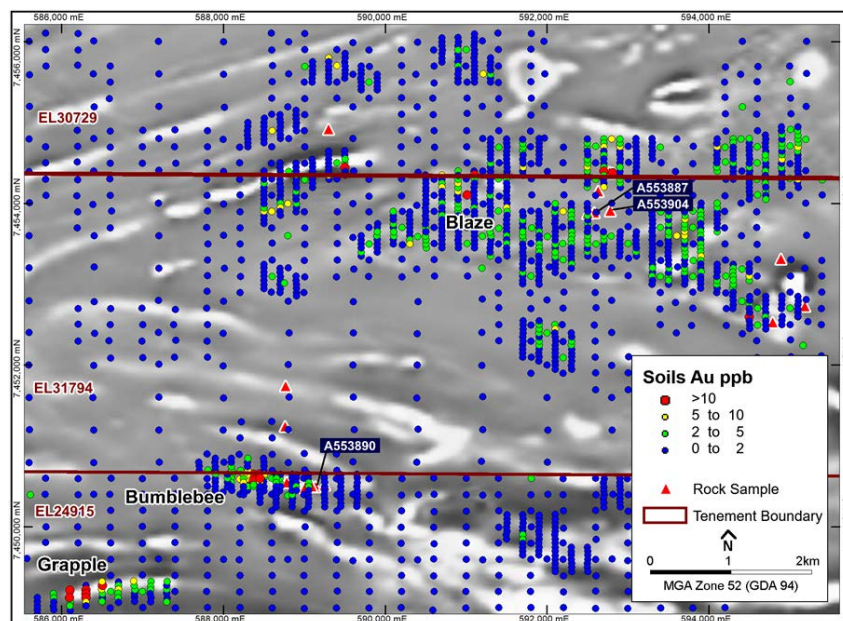 586,000 mE 588,000 mE 590,000 mE 592,000 mE 594,000 mE
7,456,000 mN
EL30729
A553887
A553904
7,454,000 mN
Blaze
7,452,000 mN
EL31794
A553890
Bumblebee
EL24915
7,450,000 mN
Grapple
Soils Au ppb
>10
5 to 10
2 to 5
0 to 2
Rock Sample
Tenement Boundary
N
0 1 2km
MGA Zone 52 (GDA 94)
586,000 mE 588,000 mE 590,000 mE 592,000 mE 594,000 mE